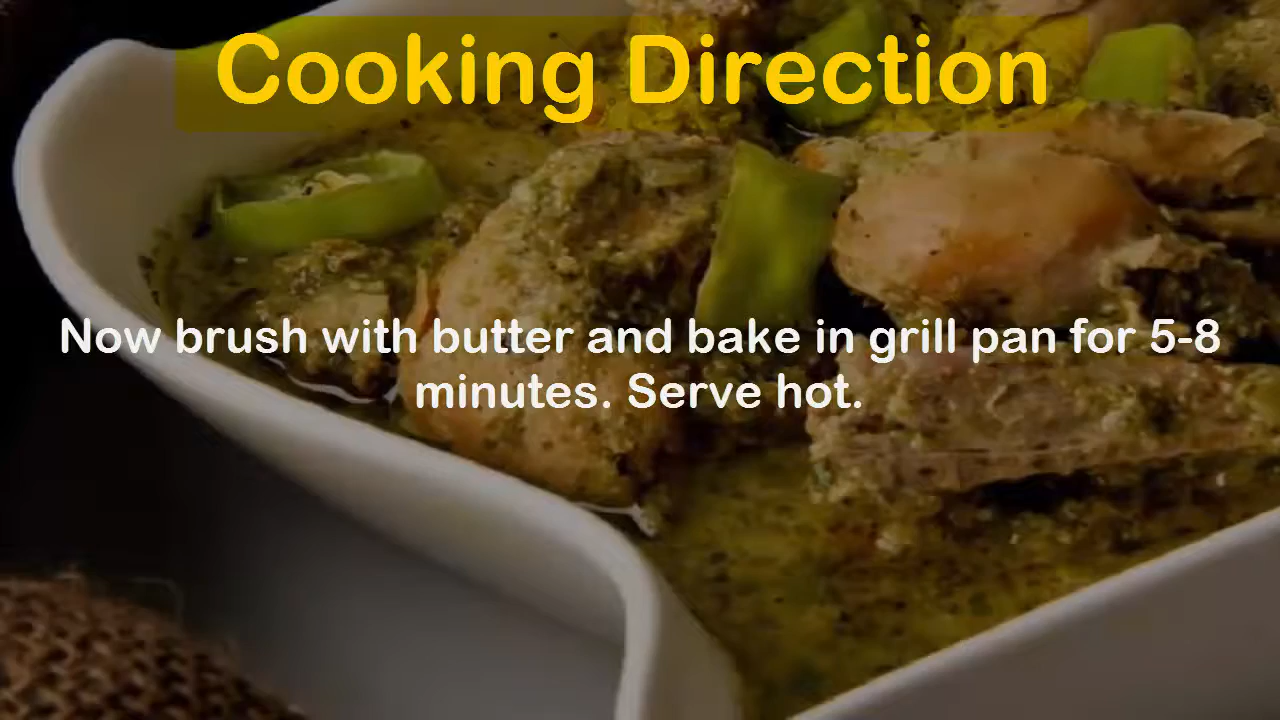 Cooking Direction
Now brush with butter and bake in grill pan for 5-8
minutes. Serve hot.